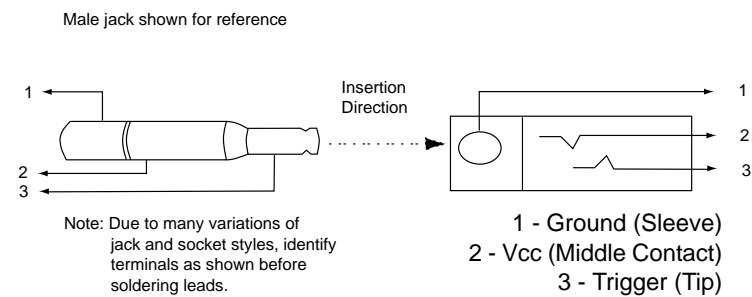 Male jack shown for reference
1
2
3
Insertion
Direction
1
2
3
Note: Due to many variations of
jack and socket styles, identify
terminals as shown before
soldering leads.
1 - Ground (Sleeve)
2 - Vcc (Middle Contact)
3 - Trigger (Tip)